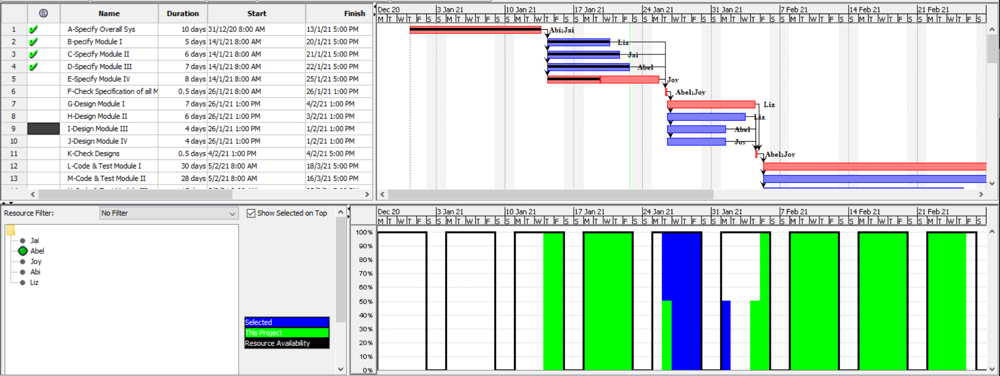 Name Duration Start Finish
1 A-Specify Overall Sys 10 days 31/12/20 8:00 AM 13/1/21 5:00 PM
2 B-pecify Module I 5 days 14/1/21 8:00 AM 20/1/21 5:00 PM
3 C-Specify Module II 6 days 14/1/21 8:00 AM 21/1/21 5:00 PM
4 D-Specify Module III 7 days 14/1/21 8:00 AM 22/1/21 5:00 PM
5 E-Specify Module IV 8 days 14/1/21 8:00 AM 25/1/21 5:00 PM
6 F-Check Specification of all M 0.5 days 26/1/21 8:00 AM 26/1/21 1:00 PM
7 G-Design Module I 7 days 26/1/21 1:00 PM 4/2/21 1:00 PM
8 H-Design Module II 6 days 26/1/21 1:00 PM 3/2/21 1:00 PM
9 I-Design Module III 4 days 26/1/21 1:00 PM 1/2/21 1:00 PM
10 J-Design Module IV 4 days 26/1/21 1:00 PM 1/2/21 1:00 PM
11 K-Check Designs 0.5 days 4/2/21 1:00 PM 4/2/21 5:00 PM
12 L-Code & Test Module I 30 days 5/2/21 8:00 AM 18/3/21 5:00 PM
13 M-Code & Test Module II 28 days 5/2/21 8:00 AM 16/3/21 5:00 PM
Dec 20 3 Jan 21 10 Jan 21 17 Jan 21 24 Jan 21 31 Jan 21 7 Feb 21 14 Feb 21 21 Feb 21
M T W T F S S M T W T F S S M T W T F S S M T W T F S S M T W T F S S M T W T F S S M T W T F S S M T W T F S S M T W T F S
Abi;Jai
Liz
Jai
Abel
Joy
Abel;Joy
Liz
Liz
Abel
Joy
Abel;Joy
Resource Filter: No Filter Show Selected on Top
Jai
Abel
Joy
Abi
Liz
Selected
This Project
Resource Availability
Dec 20 3 Jan 21 10 Jan 21 17 Jan 21 24 Jan 21 31 Jan 21 7 Feb 21 14 Feb 21 21 Feb 21
M T W T F S S M T W T F S S M T W T F S S M T W T F S S M T W T F S S M T W T F S S M T W T F S S M T W T F S S M T W T F S
100%
90%
80%
70%
60%
50%
40%
30%
20%
10%
0%